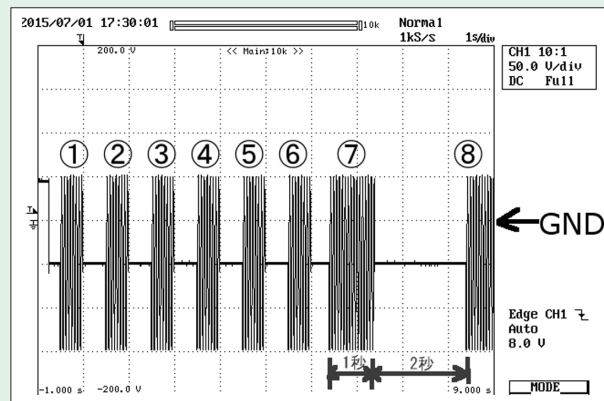 2015/07/01 17:30:01
10k
Normal
1kS/s 1s/div
200.0 V
<< Main:10k >>
CH1 10:1
50.0 V/div
DC Full
① ② ③ ④ ⑤ ⑥ ⑦ ⑧
GND
Edge CH1
Auto
8.0 V
1秒
2秒
-1.000 s
-200.0 V
9.000 s
MODE